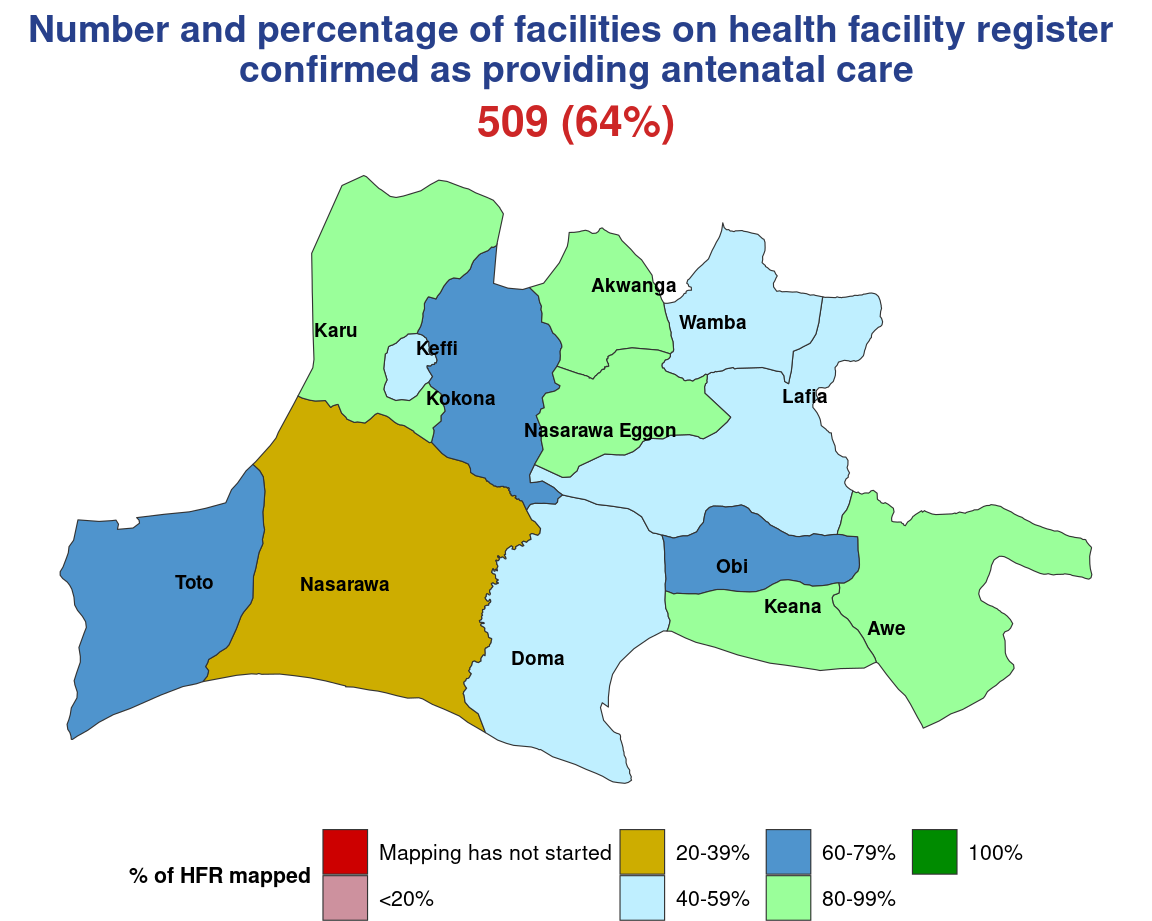 Number and percentage of facilities on health facility register
confirmed as providing antenatal care
509 (64%)
Akwanga
Wamba
Karu
Keffi
Kokona
Lafia
Nasarawa Eggon
Obi
Toto
Nasarawa
Keana
Awe
Doma
% of HFR mapped
Mapping has not started
<20%
20-39%
40-59%
60-79%
80-99%
100%